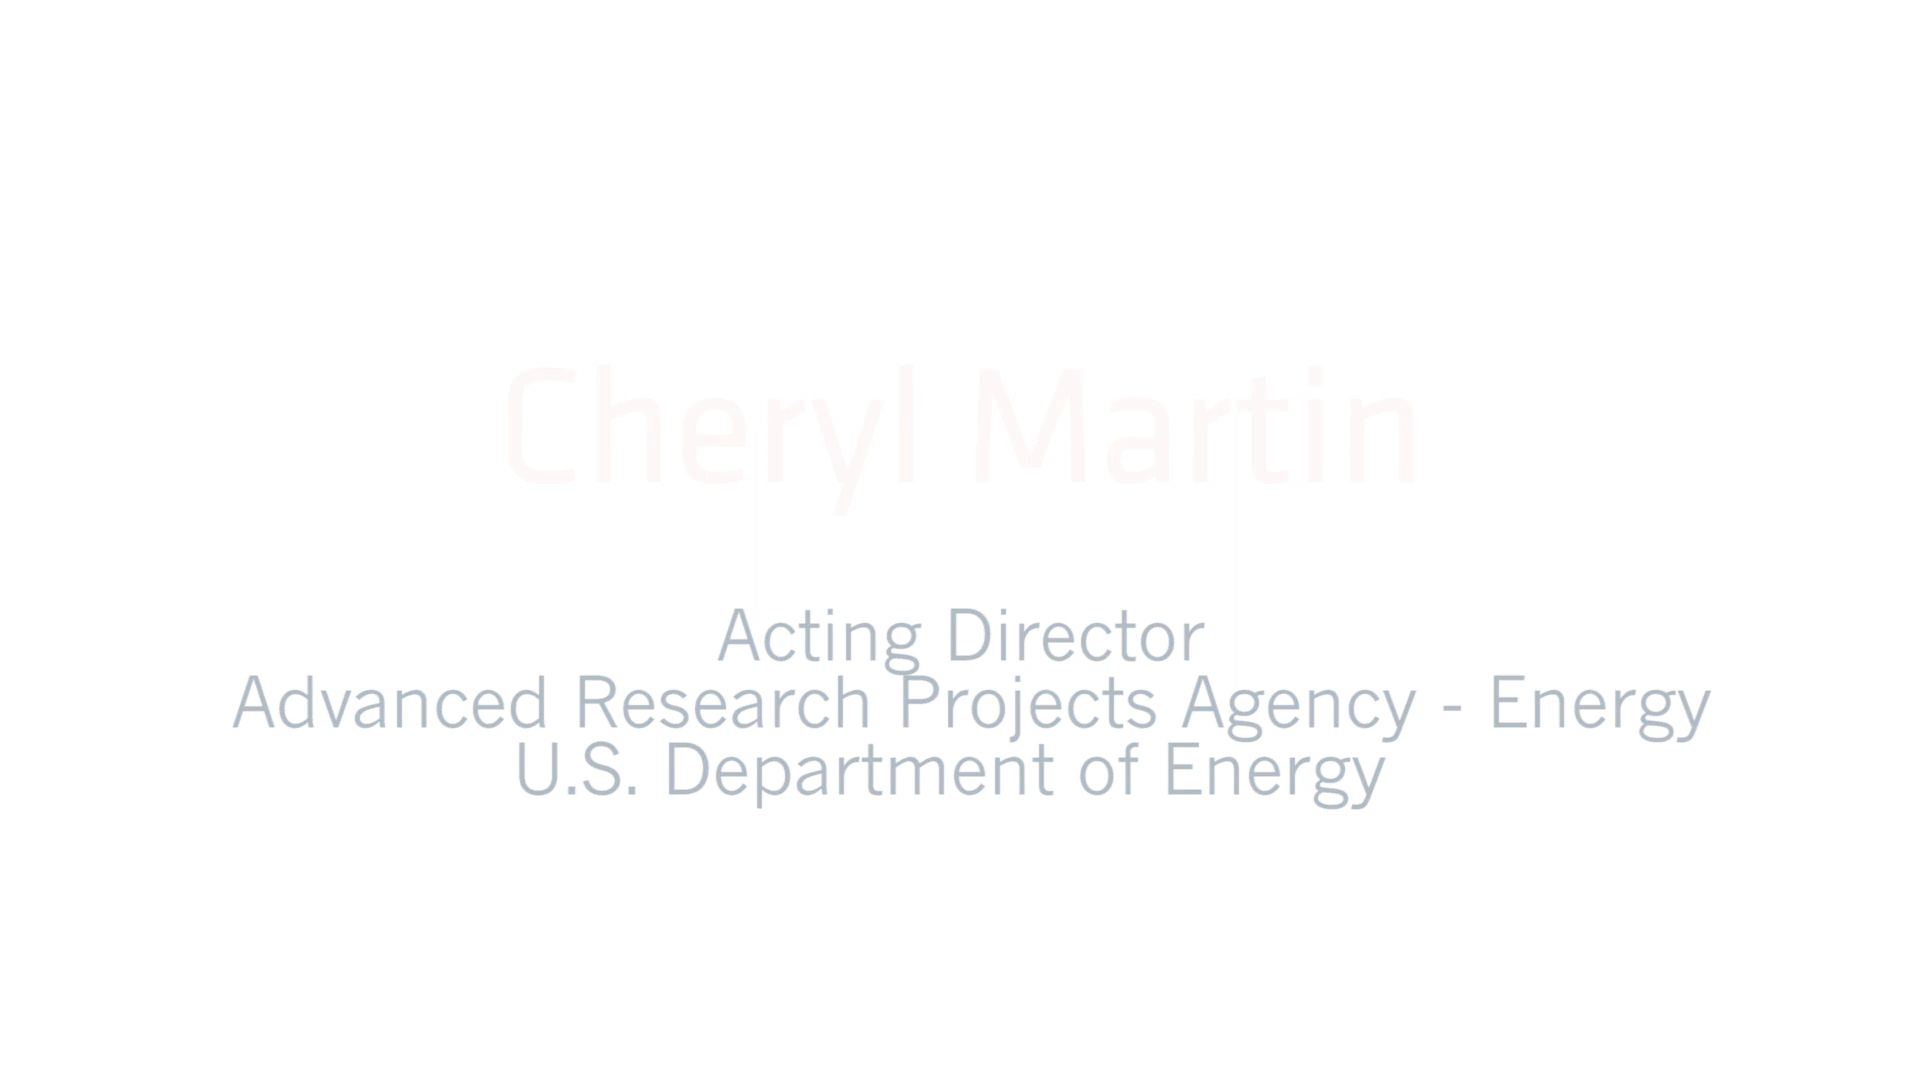 Cheryl Martin
Acting Director
Advanced Research Projects Agency - Energy
U.S. Department of Energy